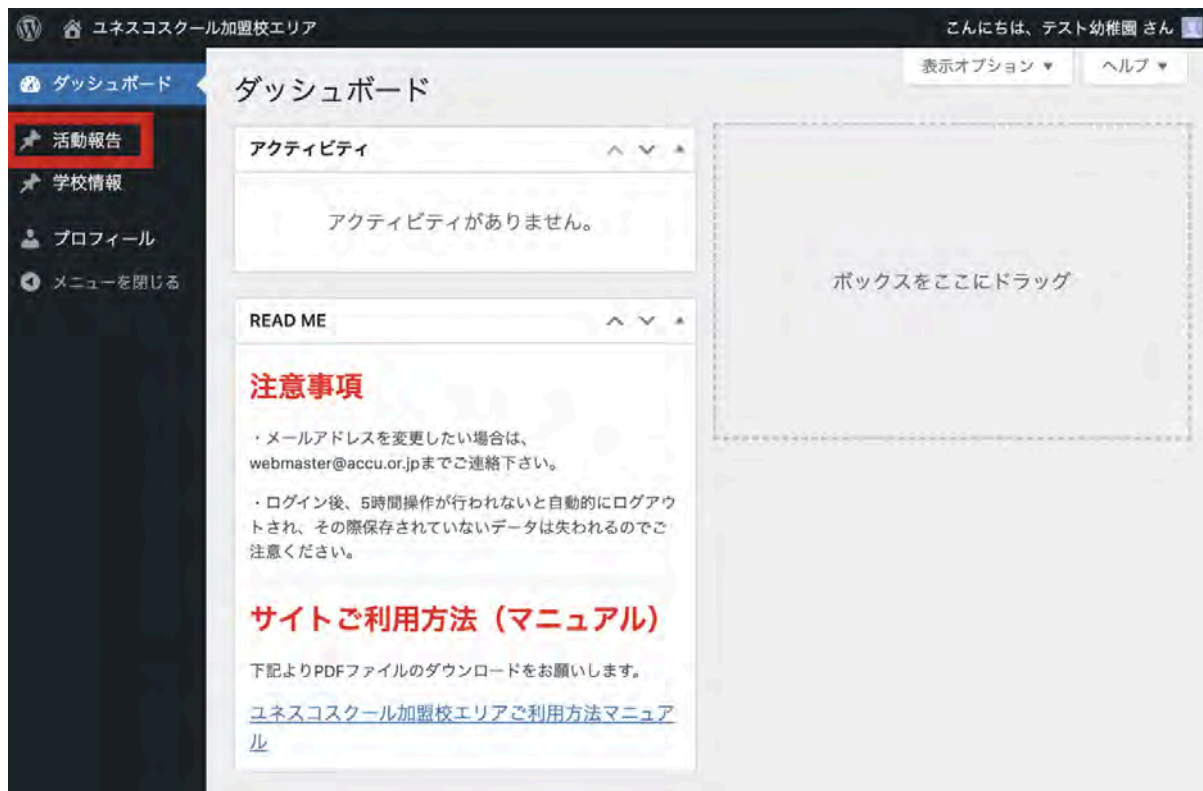 ユネスコスクール加盟校エリア
こんにちは、テスト幼稚園 さん
ダッシュボード
活動報告
学校情報
プロフィール
メニューを閉じる
表示オプション ▼
ヘルプ ▼
ダッシュボード
アクティビティ
アクティビティがありません。
READ ME
注意事項
・メールアドレスを変更したい場合は、
webmaster@accu.or.jpまでご連絡下さい。
・ログイン後、5時間操作が行われないと自動的にログアウ
トされ、その際保存されていないデータは失われるのでご
注意ください。
サイトご利用方法（マニュアル）
下記よりPDFファイルのダウンロードをお願いします。
ユネスコスクール加盟校エリアご利用方法マニュア
ル
ボックスをここにドラッグ